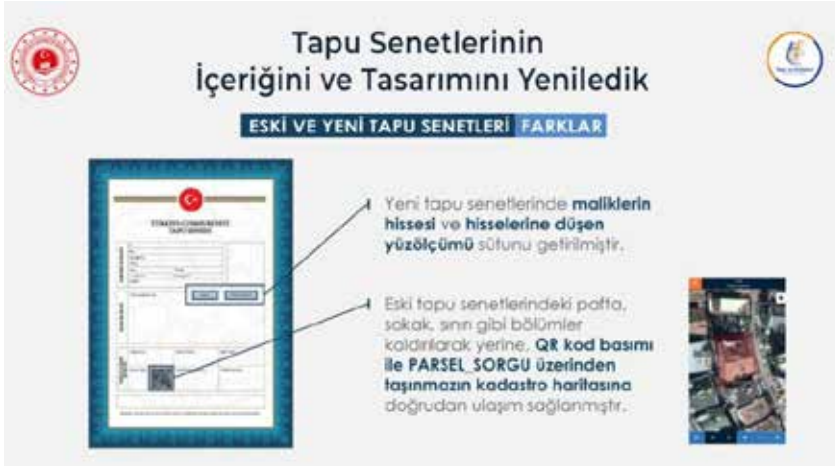 Tapu Senetlerinin
İçeriğini ve Tasarımını Yeniledik
ESKİ VE YENİ TAPU SENETLERİ FARKLAR
TÜRKİYE CUMHURİYETİ
TAPU SENEDİ
Yeni tapu senetlerinde maliklerin
hissesi ve hisselerine düşen
yüzölçümü sütunu getirilmiştir.
Eski tapu senetlerindeki pafta,
sokak, sınır gibi bölümler
kaldırılarak yerine, QR kod basımı
ile PARSEL SORGU üzerinden
taşınmazın kadastro haritasına
doğrudan ulaşım sağlanmıştır.